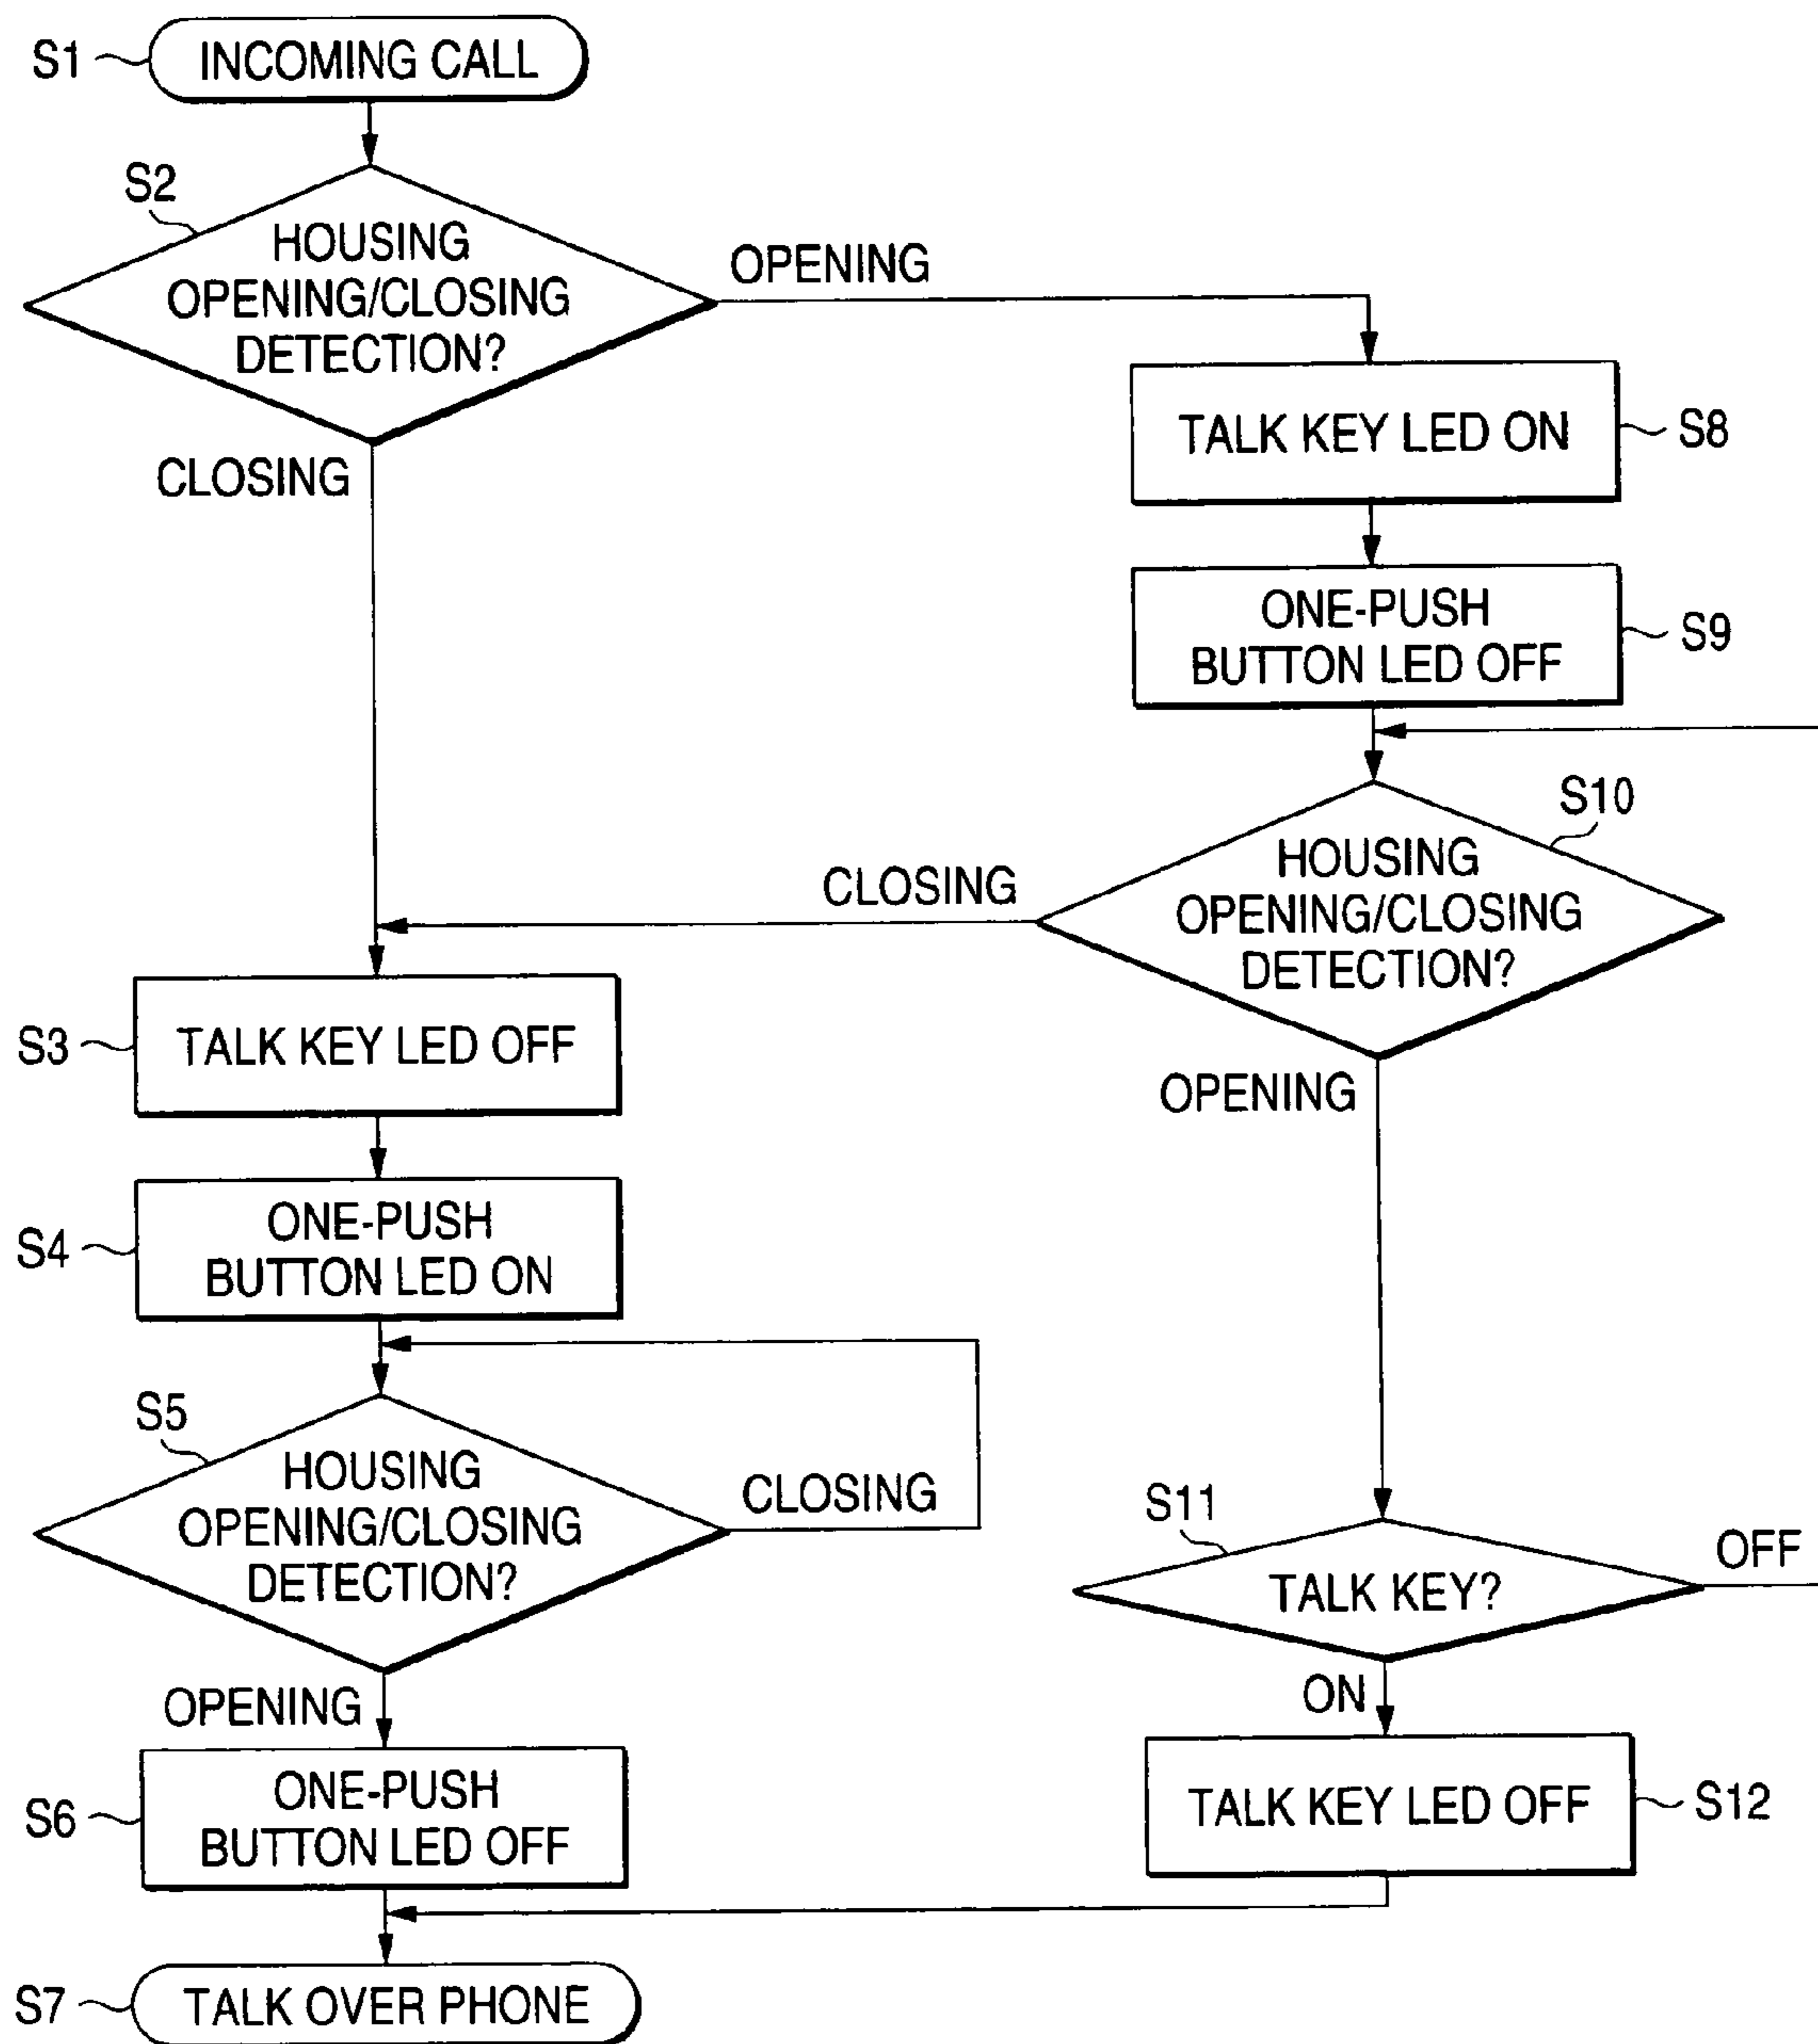 S1
INCOMING CALL
S2
HOUSING
OPENING/CLOSING
DETECTION?
OPENING
CLOSING
TALK KEY LED ON
S8
ONE-PUSH
BUTTON LED OFF
S9
S10
HOUSING
OPENING/CLOSING
DETECTION?
CLOSING
OPENING
S3
TALK KEY LED OFF
S4
ONE-PUSH
BUTTON LED ON
S5
HOUSING
OPENING/CLOSING
DETECTION?
CLOSING
OPENING
S11
TALK KEY?
OFF
ON
S6
ONE-PUSH
BUTTON LED OFF
TALK KEY LED OFF
S12
S7
TALK OVER PHONE